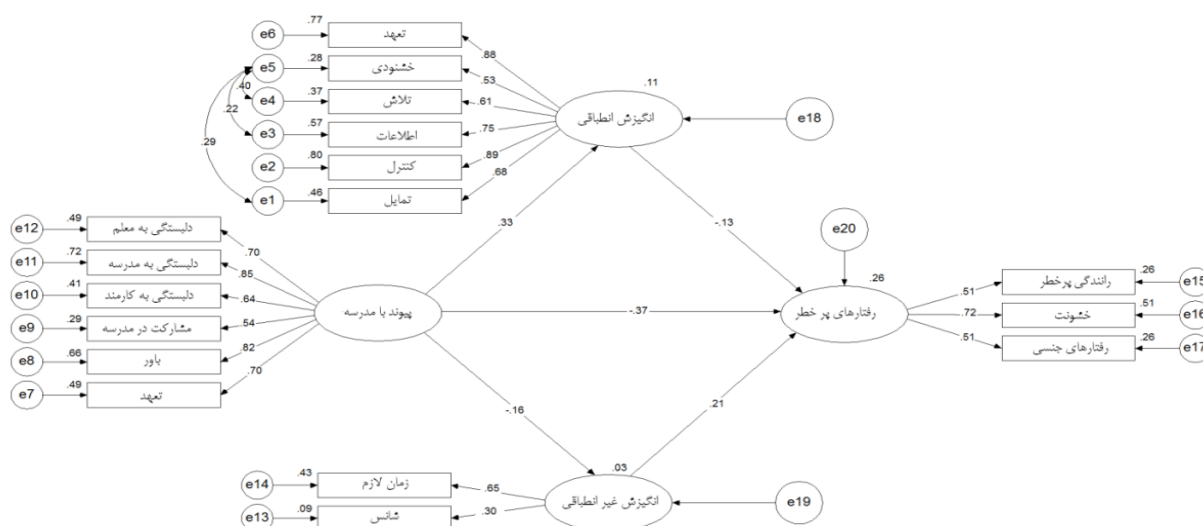 .77
e6
تعهد
.28
e5
خشنودی
.88
.40
.53
.37
e4
تلاش
.61
.11
انگیزش انطباقی
e18
.22
.57
e3
اطلاعات
.75
.29
.80
e2
کنترل
.89
.46
e1
تمایل
.68
.49
e12
دلبستگی به معلم
.70
.33
-.13
e20
.72
e11
دلبستگی به مدرسه
.85
.41
e10
دلبستگی به کارمند
.64
پیوند با مدرسه
-.37
.26
رفتارهای پر خطر
.51
رانندگی پرخطر
.26
e15
.29
e9
مشارکت در مدرسه
.54
.72
خشونت
.51
e16
.66
e8
باور
.82
.51
رفتارهای جنسی
.26
e17
.49
e7
تعهد
.70
-.16
.21
.43
e14
زمان لازم
.65
.03
انگیزش غیر انطباقی
e19
.09
e13
شانس
.30